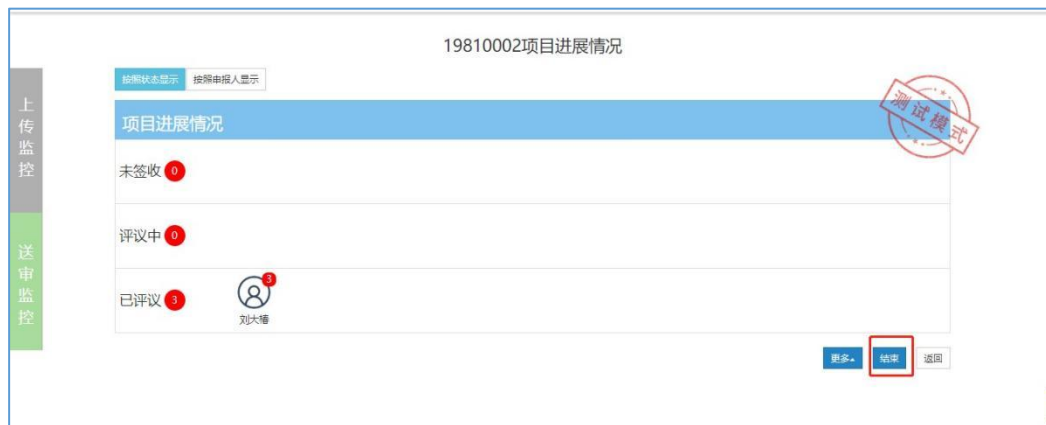 19810002项目进展情况
按照状态显示 按照申报人显示
上传监控
送审监控
项目进展情况
测试模式
未签收 0
评议中 0
已评议 3
3
刘大椿
更多 结束 返回